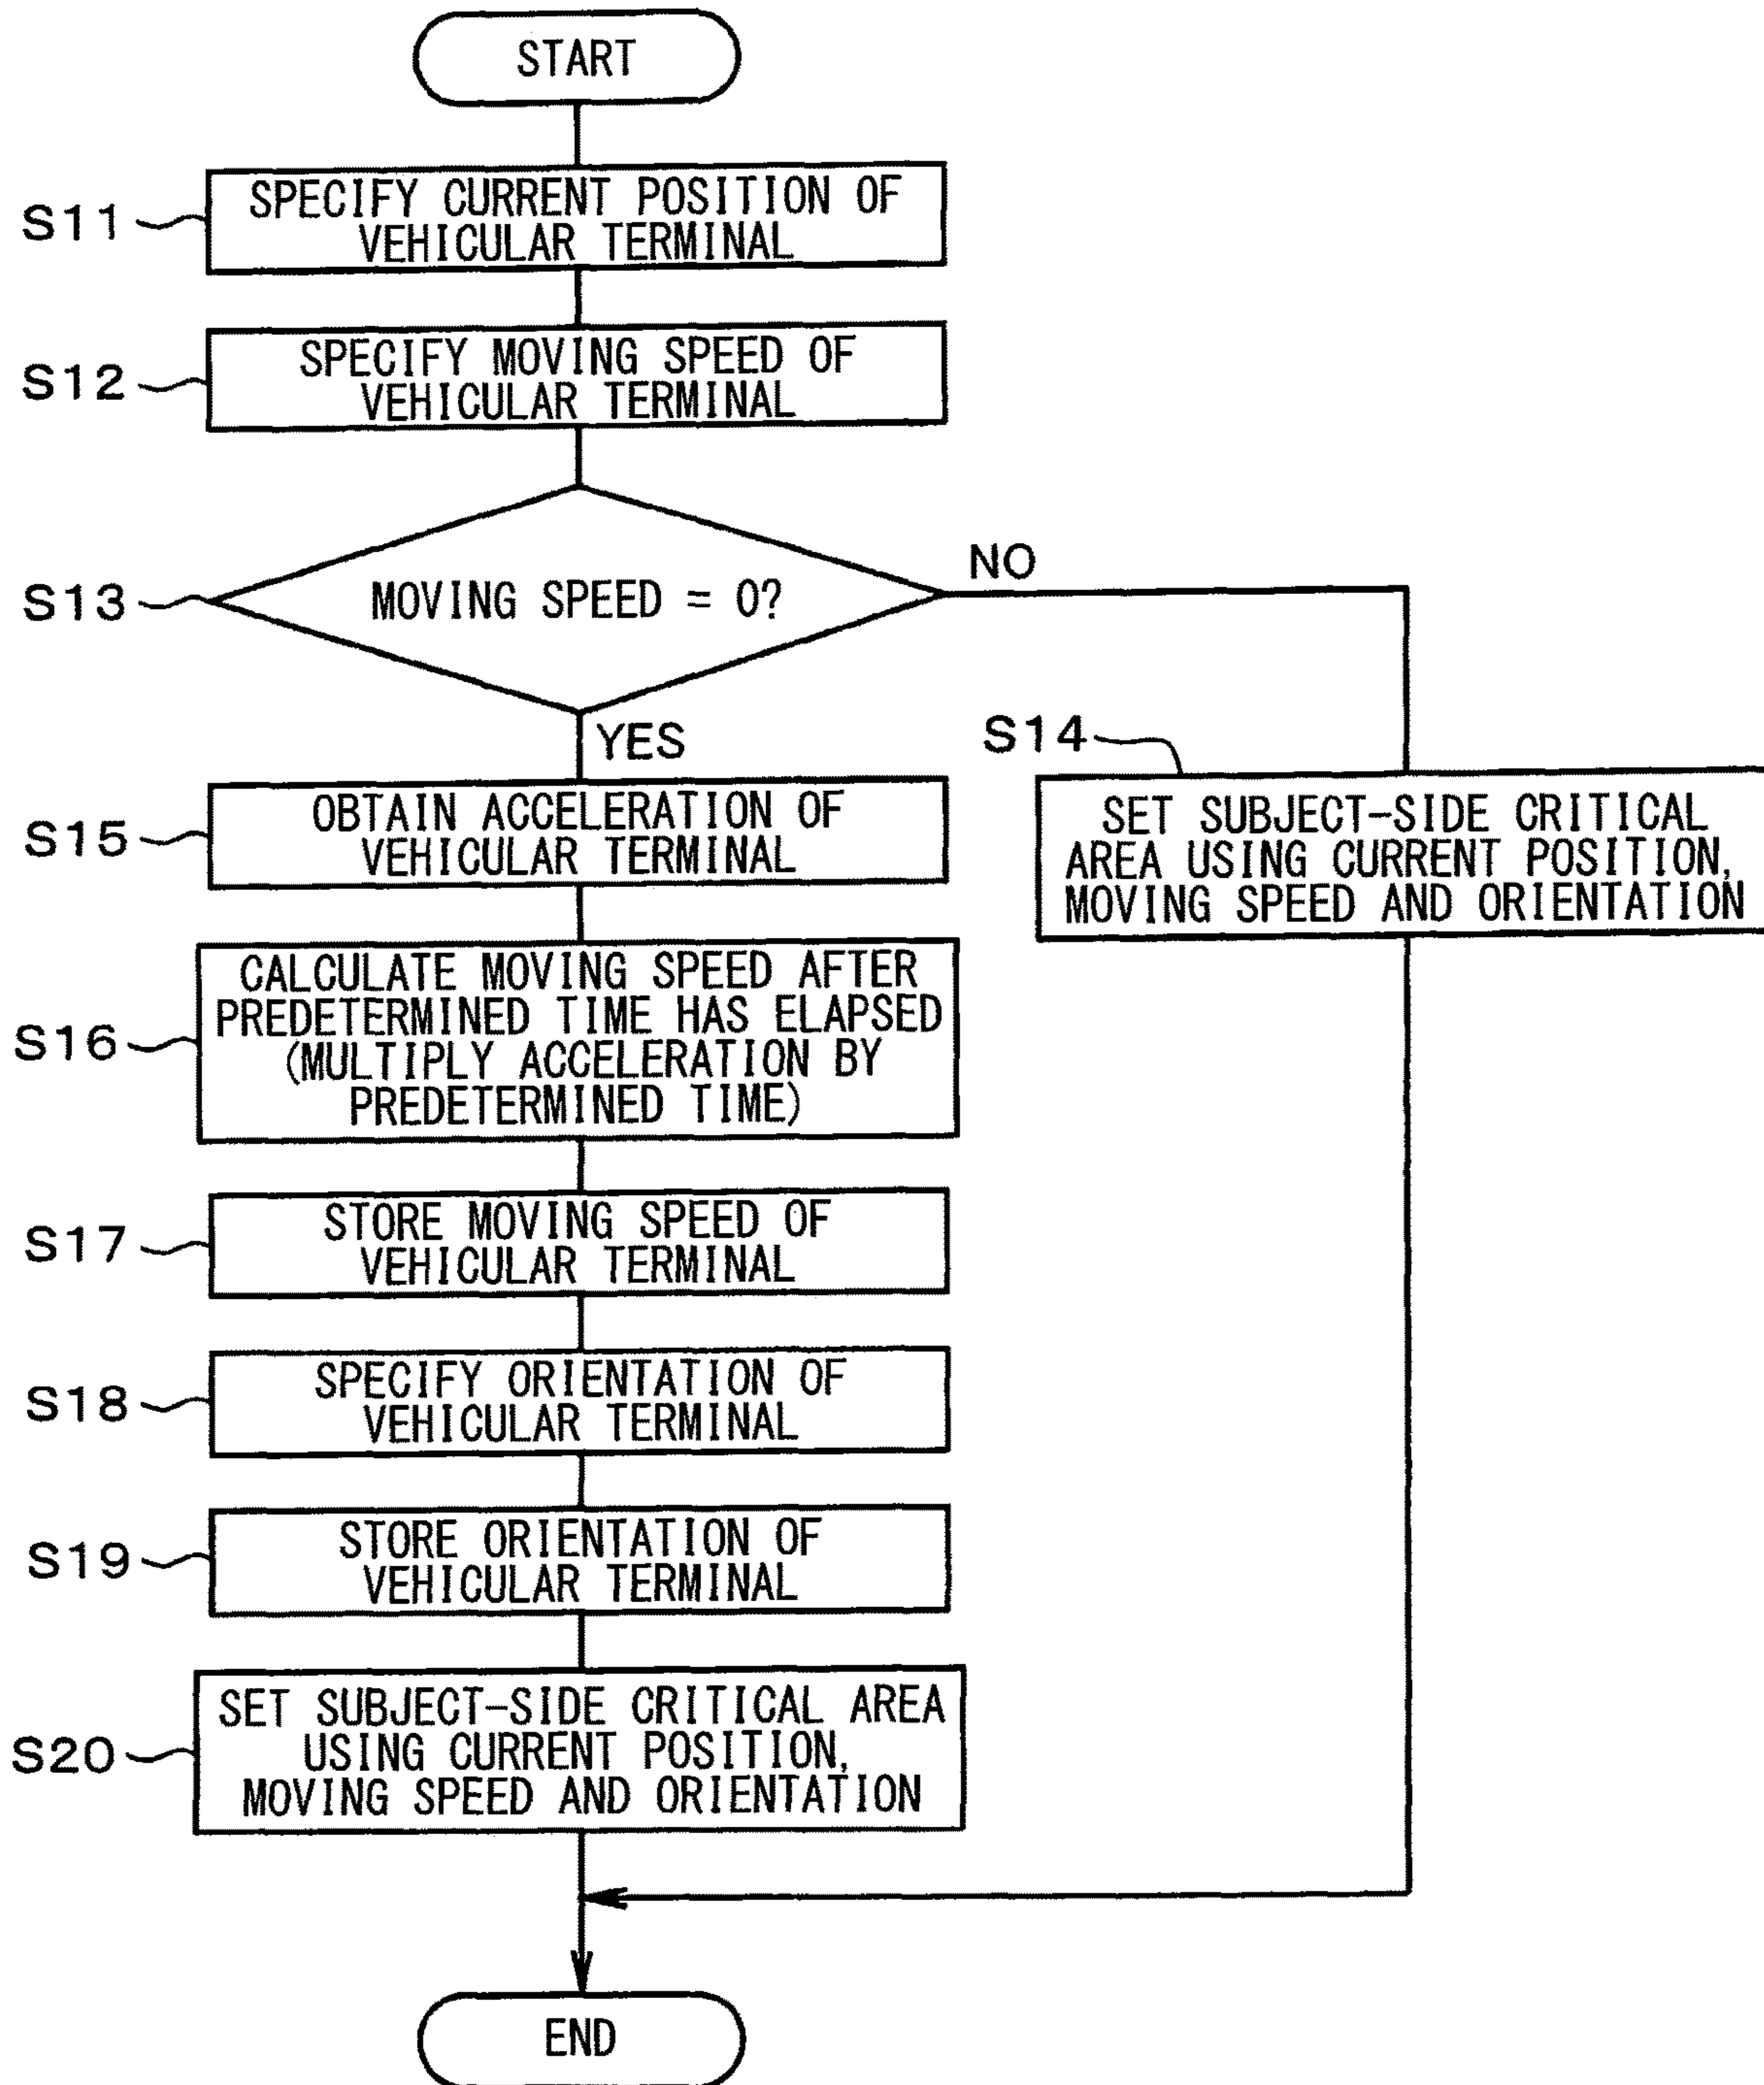 START
S11
SPECIFY CURRENT POSITION OF
VEHICULAR TERMINAL
S12
SPECIFY MOVING SPEED OF
VEHICULAR TERMINAL
S13
MOVING SPEED = 0?
NO
YES
S14
SET SUBJECT-SIDE CRITICAL
AREA USING CURRENT POSITION,
MOVING SPEED AND ORIENTATION
S15
OBTAIN ACCELERATION OF
VEHICULAR TERMINAL
S16
CALCULATE MOVING SPEED AFTER
PREDETERMINED TIME HAS ELAPSED
(MULTIPLY ACCELERATION BY
PREDETERMINED TIME)
S17
STORE MOVING SPEED OF
VEHICULAR TERMINAL
S18
SPECIFY ORIENTATION OF
VEHICULAR TERMINAL
S19
STORE ORIENTATION OF
VEHICULAR TERMINAL
S20
SET SUBJECT-SIDE CRITICAL AREA
USING CURRENT POSITION,
MOVING SPEED AND ORIENTATION
END